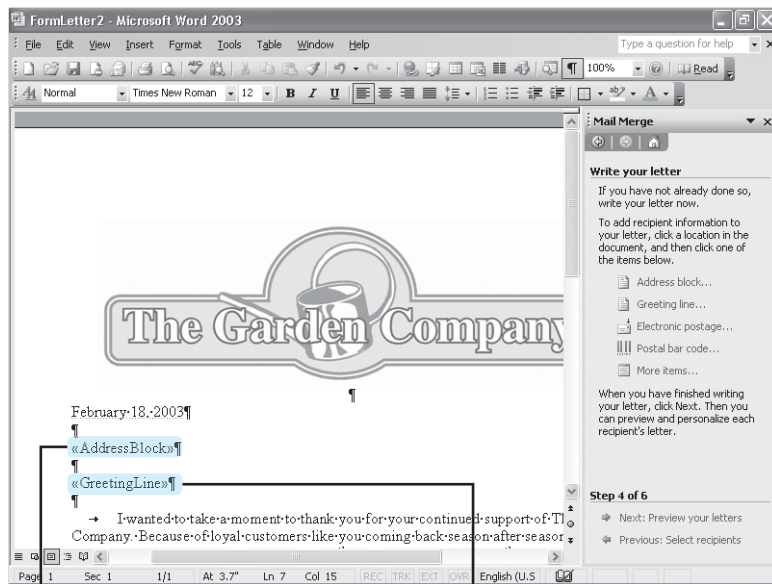 FormLetter2 - Microsoft Word 2003
File Edit View Insert Format Tools Table Window Help Type a question for help
100% Read
Normal Times New Roman 12 B I U
Mail Merge
Write your letter
If you have not already done so,
write your letter now.
To add recipient information to
your letter, click a location in the
document, and then click one of
the items below.
Address block...
Greeting line...
Electronic postage...
Postal bar code...
More items...
When you have finished writing
your letter, click Next. Then you
can preview and personalize each
recipient's letter.
Step 4 of 6
Next: Preview your letters
Previous: Select recipients
The Garden Company
¶
February·18,·2003¶
¶
«AddressBlock»¶
¶
«GreetingLine»¶
¶
I·wanted·to·take·a·moment·to·thank·you·for·your·continued·support·of·Th
Company.·Because·of·loyal·customers·like·you·coming·back·season·after·season
Page 1 Sec 1 1/1 At 3.7" Ln 7 Col 15 REC TRK EXT OVR English (U.S